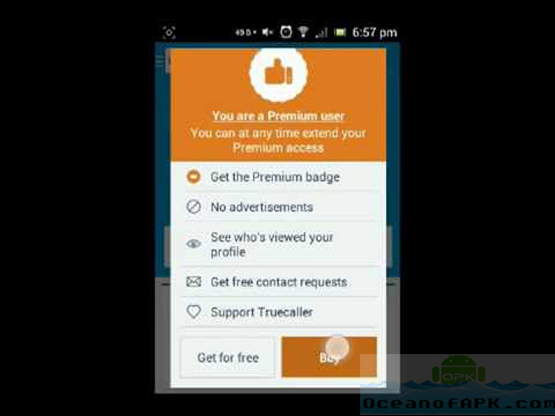 49B
6:57 pm
You are a Premium user
You can at any time extend your
Premium access
Get the Premium badge
No advertisements
See who's viewed your
profile
Get free contact requests
Support Truecaller
Get for free
Buy
APK
OceanofAPK.com